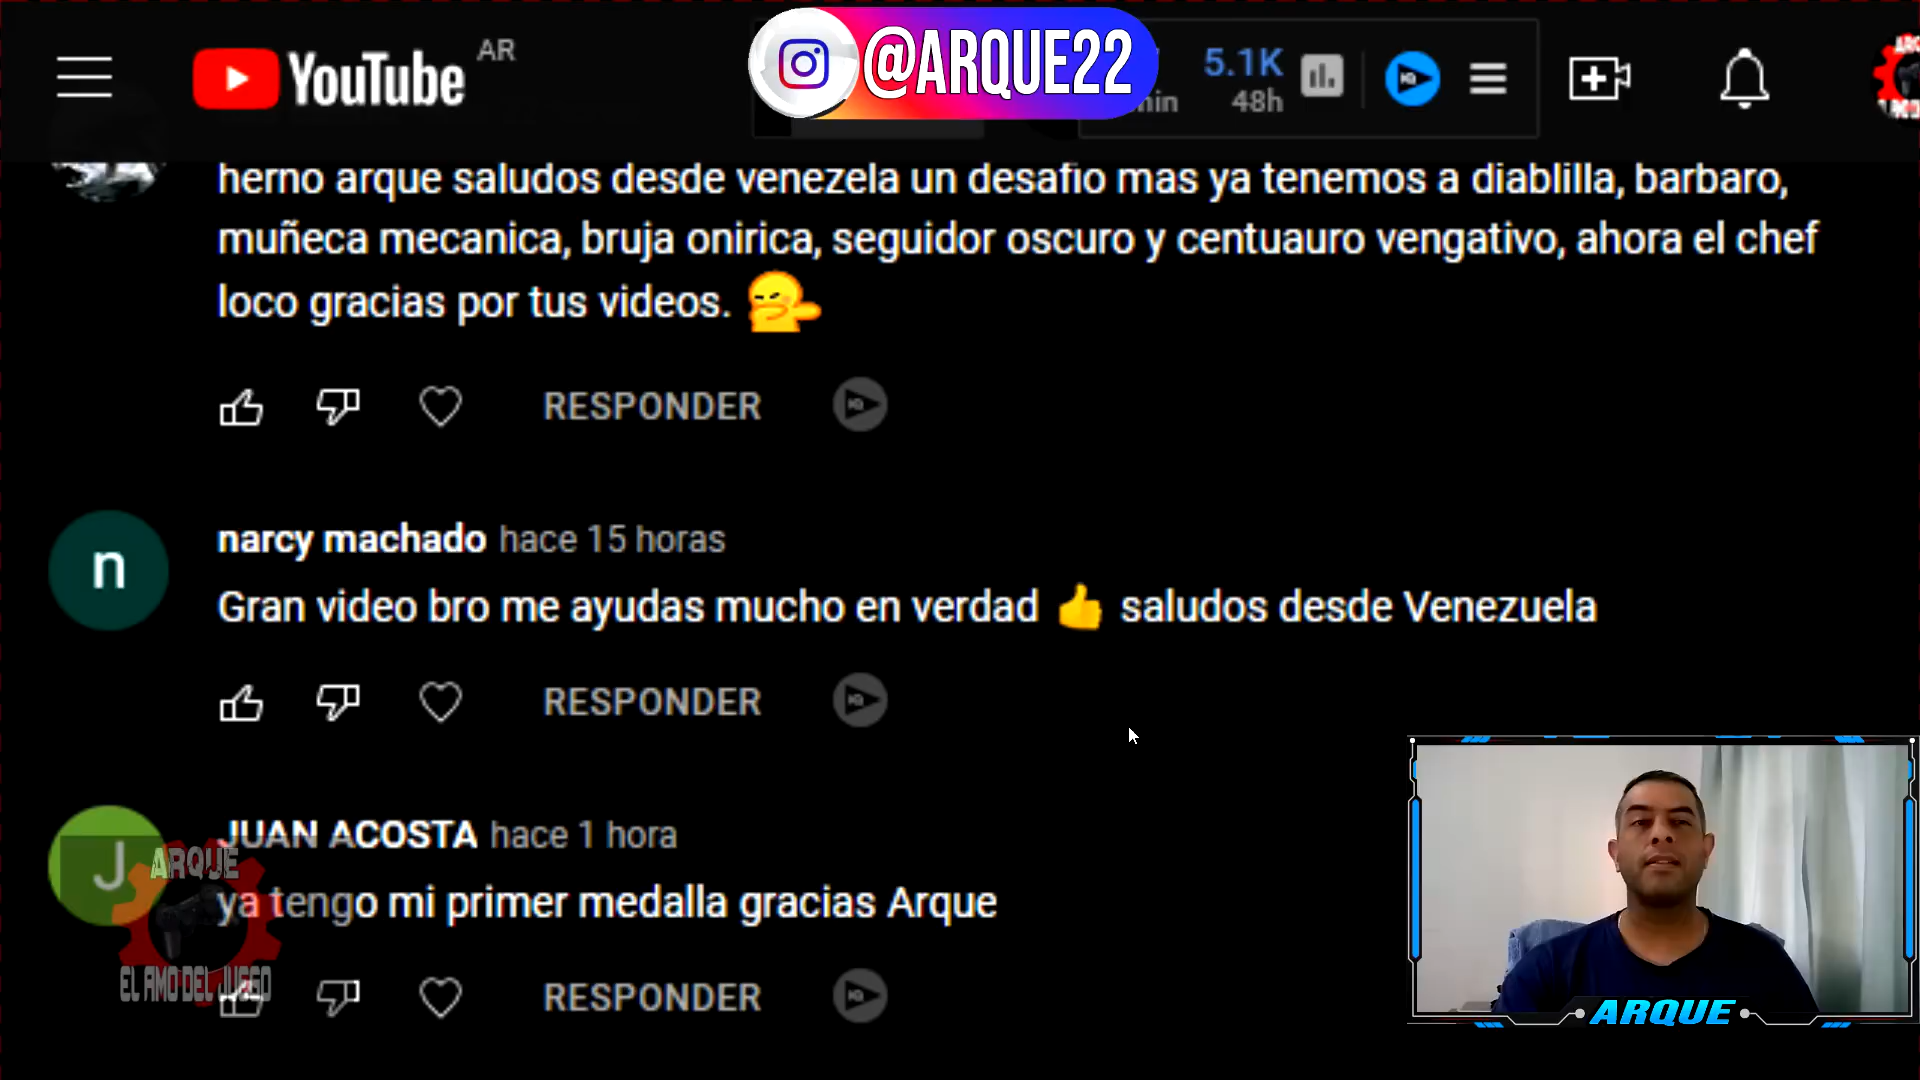 YouTube AR
@ARQUE22
5.1K
48h
herno arque saludos desde venezela un desafio mas ya tenemos a diablilla, barbaro,
muñeca mecanica, bruja onirica, seguidor oscuro y centuauro vengativo, ahora el chef
loco gracias por tus videos.
RESPONDER
n
narcy machado hace 15 horas
Gran video bro me ayudas mucho en verdad 👍 saludos desde Venezuela
RESPONDER
J
JUAN ACOSTA hace 1 hora
ya tengo mi primer medalla gracias Arque
RESPONDER
ARQUE
EL AMO DEL JUEGO
ARQUE